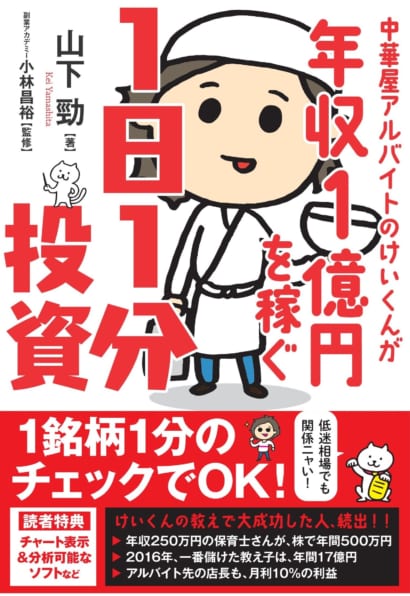 中華屋アルバイトのけいくんが
年収1億円
を稼ぐ
1日1分
投資
山下 勁【著】
Kei Yamashita
副業アカデミー
小林昌裕【監修】
1銘柄1分の
チェックでOK!
低迷相場でも
関係ニャい!
読者特典
チャート表示
&分析可能な
ソフトなど
けいくんの教えで大成功した人、続出!!
▶年収250万円の保育士さんが、株で年間500万円
▶2016年、一番儲けた教え子は、年間17億円
▶アルバイト先の店長も、月利10%の利益